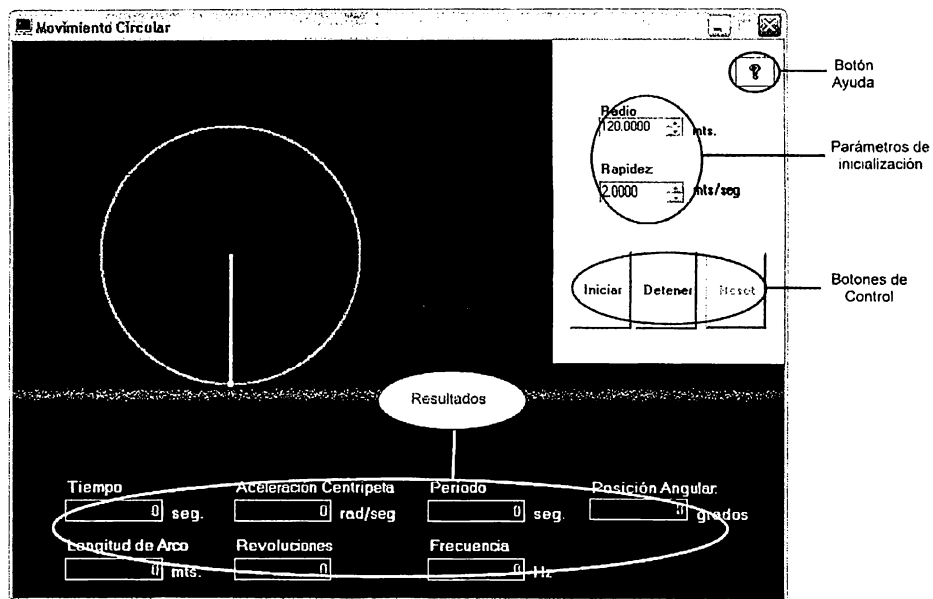 Movimiento Circular
Botón
Ayuda
?
Radio
120.0000 mts.
Parámetros de
inicialización
Rapidez
2.0000 mts/seg
Botones de
Control
Iniciar Detener Reset
Resultados
Tiempo Aceleración Centripeta Periodo Posición Angular.
0 seg. 0 rad/seg 0 seg. 0 grados
Longitud de Arco Revoluciones Frecuencia
0 mts. 0 0 Hz